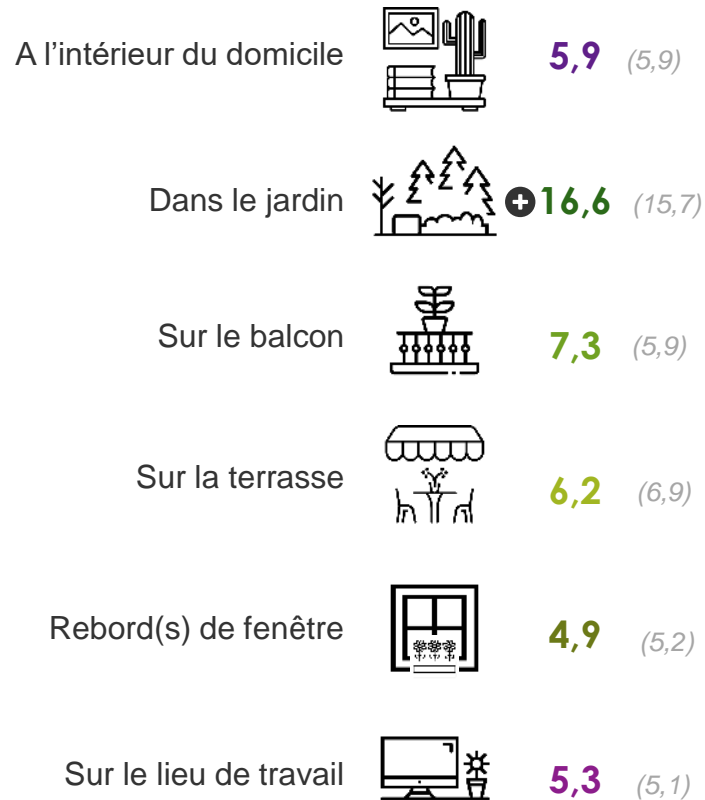 A l’intérieur du domicile 5,9 (5,9)
Dans le jardin + 16,6 (15,7)
Sur le balcon 7,3 (5,9)
Sur la terrasse 6,2 (6,9)
Rebord(s) de fenêtre 4,9 (5,2)
Sur le lieu de travail 5,3 (5,1)